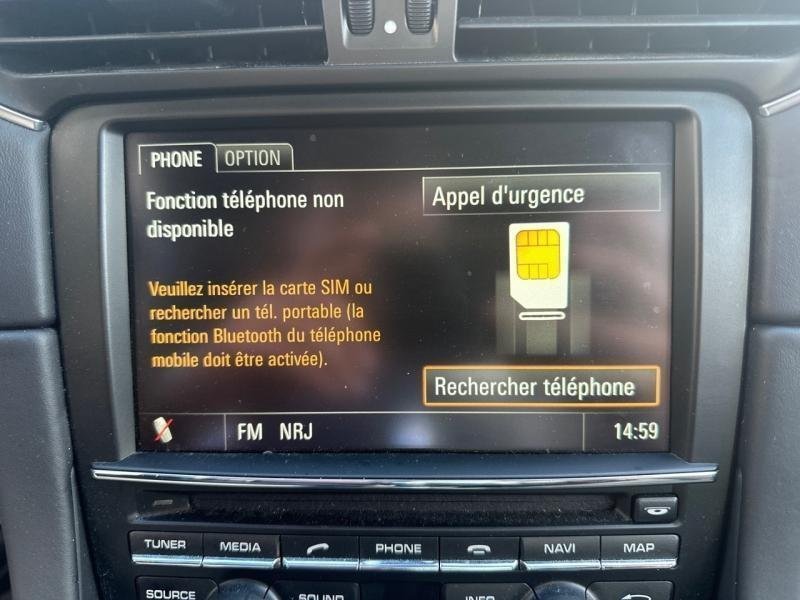 PHONE OPTION
Fonction téléphone non
disponible
Appel d'urgence
Veuillez insérer la carte SIM ou
rechercher un tél. portable (la
fonction Bluetooth du téléphone
mobile doit être activée).
Rechercher téléphone
FM NRJ 14:59
TUNER MEDIA PHONE NAVI MAP
SOURCE SOUND INFO